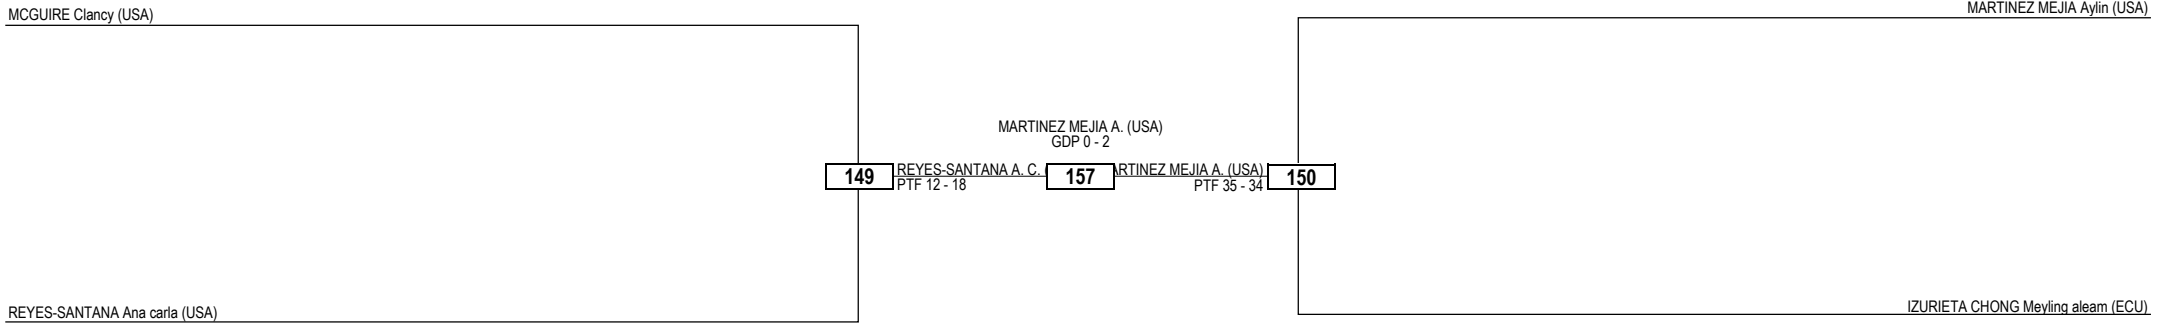 MCGUIRE Clancy (USA)
MARTINEZ MEJIA Aylin (USA)
MARTINEZ MEJIA A. (USA)
GDP 0 - 2
149
REYES-SANTANA A. C. (
157
ARTINEZ MEJIA A. (USA)
150
PTF 12 - 18
PTF 35 - 34
REYES-SANTANA Ana carla (USA)
IZURIETA CHONG Meyling aleam (ECU)